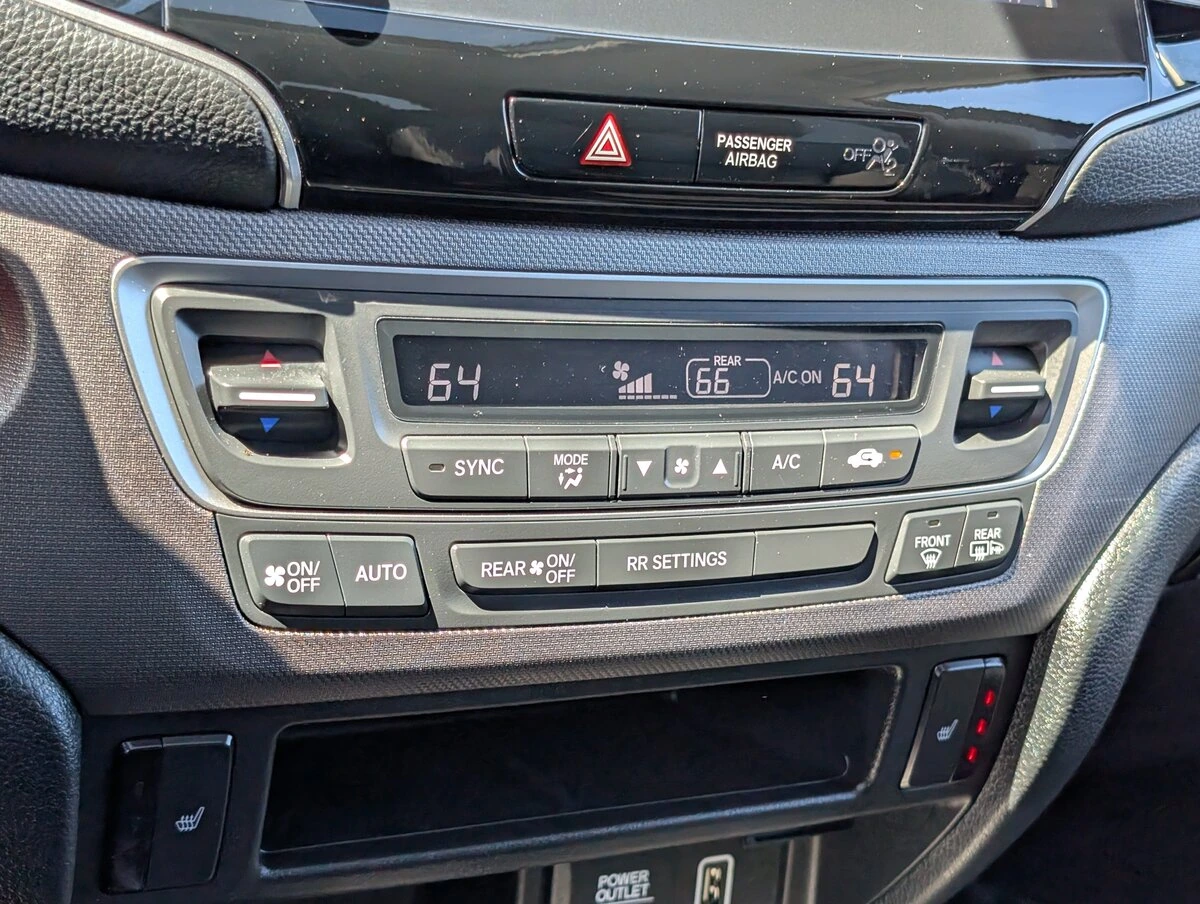 PASSENGER
AIRBAG
OFF
64
REAR
66
A/C ON
64
SYNC
MODE
A/C
ON/
OFF
AUTO
REAR ON/
OFF
RR SETTINGS
FRONT
REAR
POWER
OUTLET